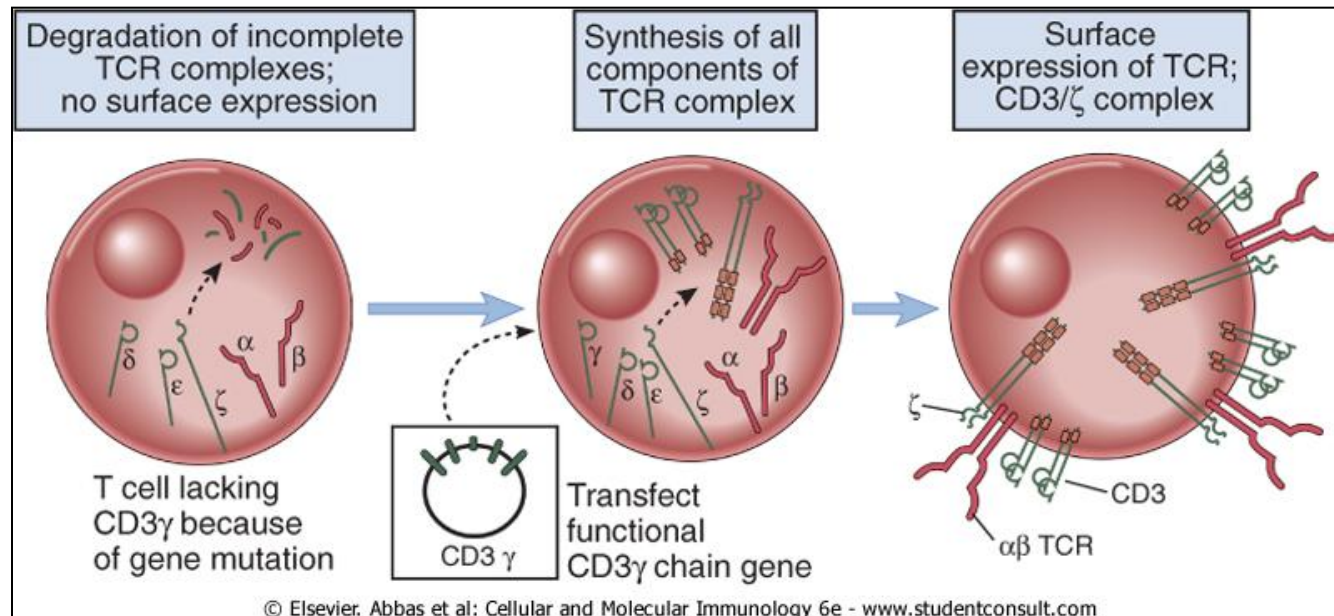 Degradation of incomplete
TCR complexes;
no surface expression
Synthesis of all
components of
TCR complex
Surface
expression of TCR;
CD3/ζ complex
δ
ε
ζ
α
β
γ
δ
ε
ζ
α
β
ζ
CD3
αβ TCR
T cell lacking
CD3γ because
of gene mutation
CD3 γ
Transfect
functional
CD3γ chain gene
© Elsevier. Abbas et al: Cellular and Molecular Immunology 6e - www.studentconsult.com